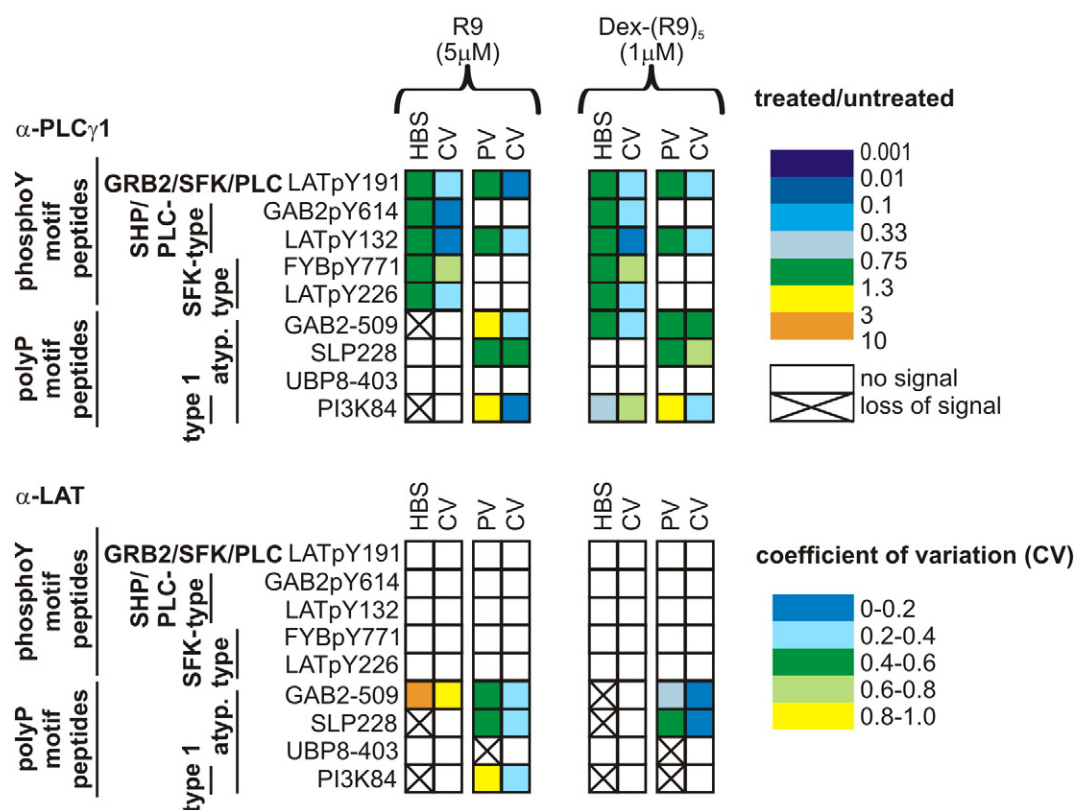 R9
(5μM)
Dex-(R9)₅
(1μM)
treated/untreated
α-PLCγ1
HBS
CV
PV
CV
HBS
CV
PV
CV
phosphoY
motif
peptides
GRB2/SFK/PLC
SHP/
PLC-type
SFK-
type
LATpY191
GAB2pY614
LATpY132
FYBpY771
LATpY226
polyP
motif
peptides
type 1
atyp.
GAB2-509
SLP228
UBP8-403
PI3K84
0.001
0.01
0.1
0.33
0.75
1.3
3
10
no signal
loss of signal
α-LAT
HBS
CV
PV
CV
HBS
CV
PV
CV
phosphoY
motif
peptides
GRB2/SFK/PLC
SHP/
PLC-type
SFK-
type
LATpY191
GAB2pY614
LATpY132
FYBpY771
LATpY226
polyP
motif
peptides
type 1
atyp.
GAB2-509
SLP228
UBP8-403
PI3K84
coefficient of variation (CV)
0-0.2
0.2-0.4
0.4-0.6
0.6-0.8
0.8-1.0